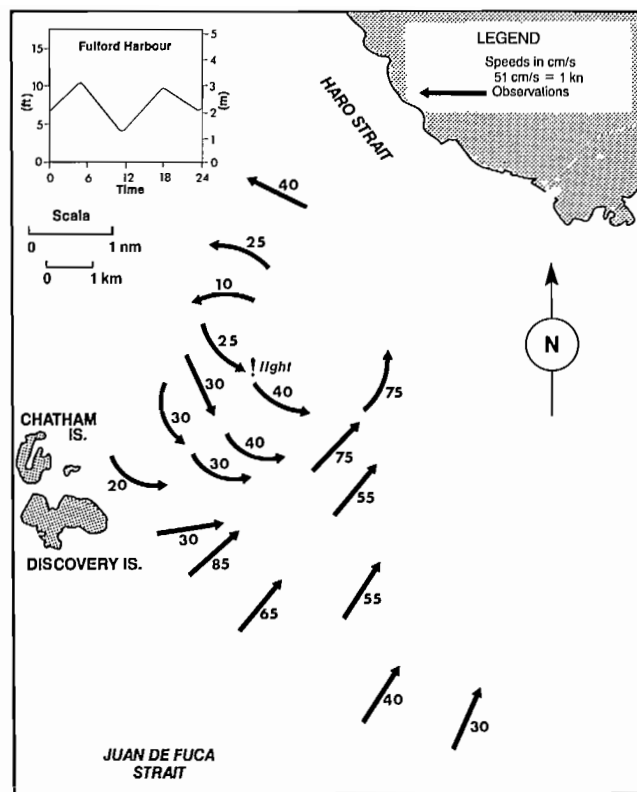 Fulford Harbour
15
10
5
0
(ft.)
5
4
3
2
1
0
(m)
0 6 12 18 24
Time
Scala
0 1 nm
0 1 km
LEGEND
Speeds in cm/s
51 cm/s = 1 kn
Observations
HARO STRAIT
40
25
10
25
light
30
40
75
N
30
CHATHAM
IS.
40
75
30
20
55
30
DISCOVERY IS.
85
65
55
40
30
JUAN DE FUCA
STRAIT